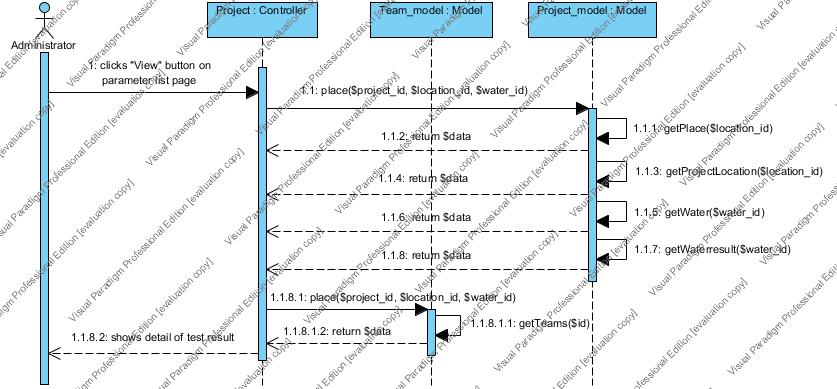 Project : Controller
Team_model : Model
Project_model : Model
Administrator
1: clicks "View" button on
parameter list page
1.1: place($project_id, $location_id, $water_id)
1.1.1: getPlace($location_id)
1.1.2: return $data
1.1.3: getProjectLocation($location_id)
1.1.4: return $data
1.1.5: getWater($water_id)
1.1.6: return $data
1.1.7: getWaterresult($water_id)
1.1.8: return $data
1.1.8.1: place($project_id, $location_id, $water_id)
1.1.8.1.1: getTeams($id)
1.1.8.1.2: return $data
1.1.8.2: shows detail of test result
Visual Paradigm Professional Edition [evaluation copy]